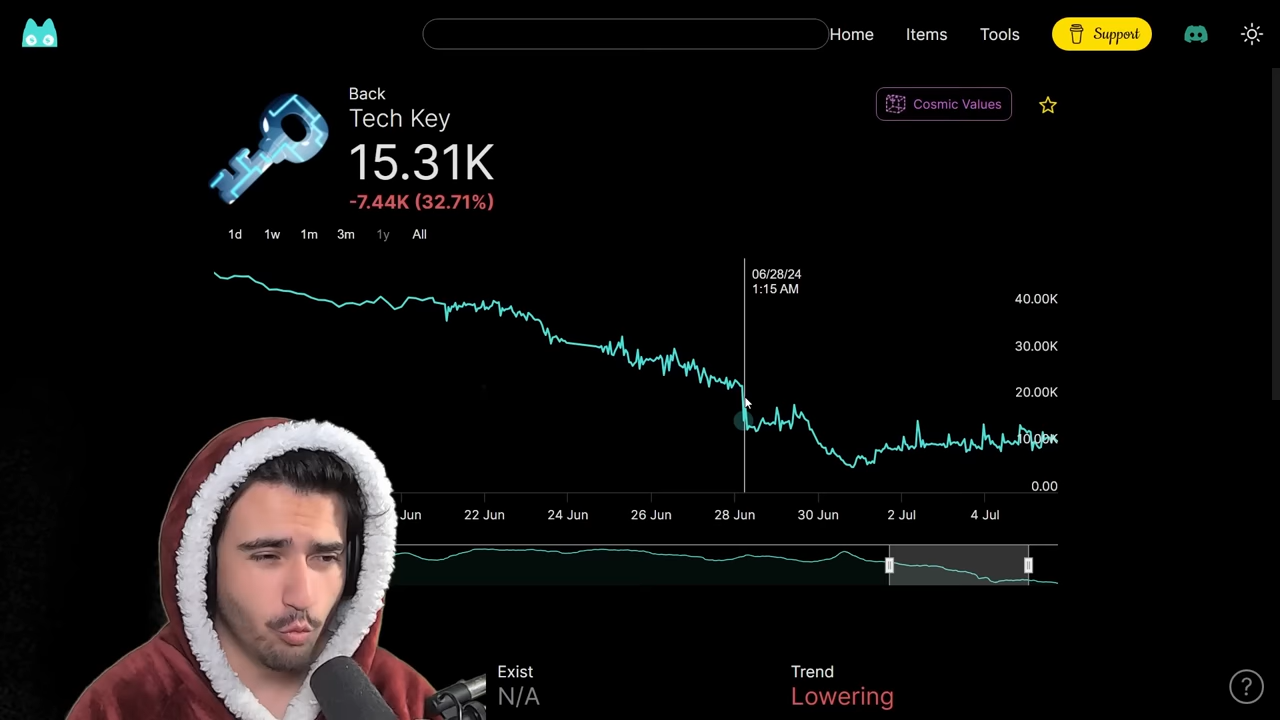 Home Items Tools Support
Back
Tech Key
15.31K
-7.44K (32.71%)
Cosmic Values
1d 1w 1m 3m 1y All
06/28/24
1:15 AM
40.00K
30.00K
20.00K
10.00K
0.00
Jun 22 Jun 24 Jun 26 Jun 28 Jun 30 Jun 2 Jul 4 Jul
Exist Trend
N/A Lowering
?